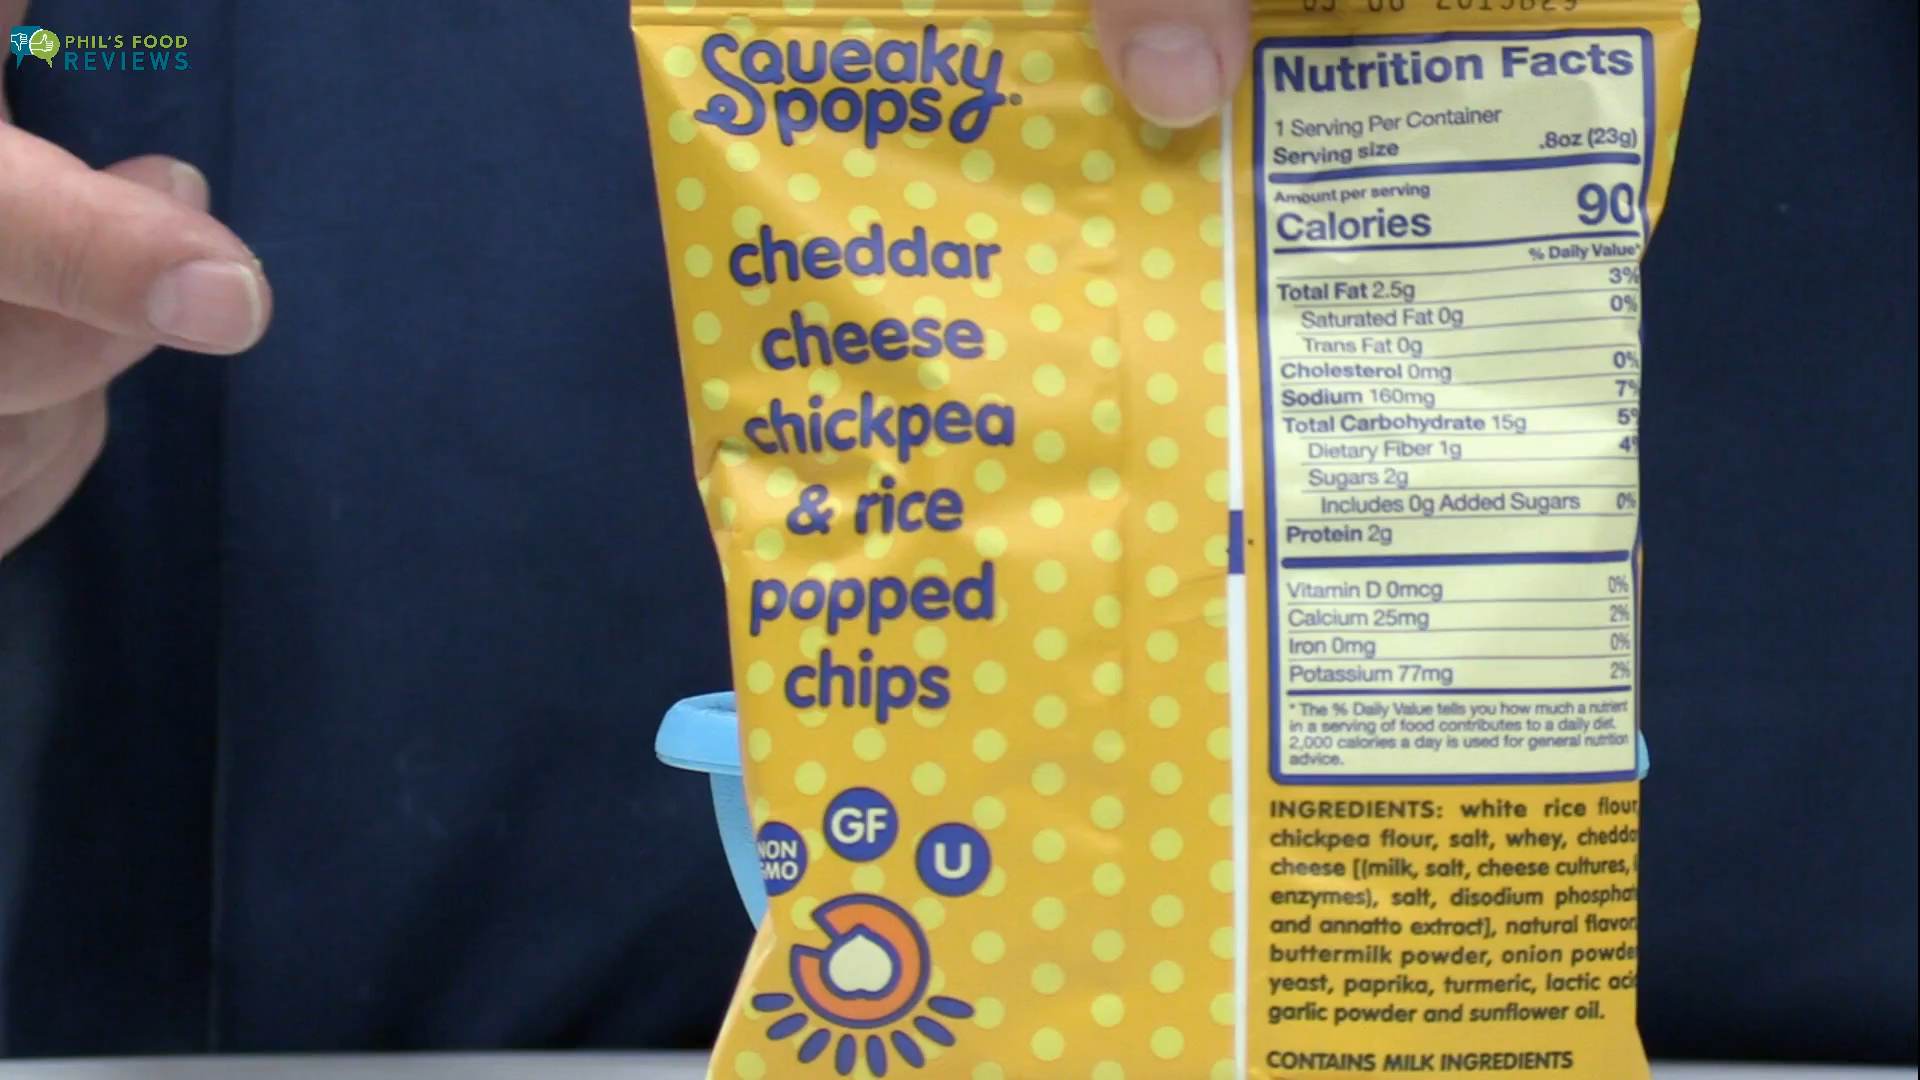 PHIL'S FOOD
REVIEWS
Squeaky
pops
cheddar
cheese
chickpea
& rice
popped
chips
NON
GMO
GF
U
Nutrition Facts
1 Serving Per Container
Serving size .8oz (23g)
Amount per serving
Calories 90
% Daily Value*
Total Fat 2.5g 3%
Saturated Fat 0g 0%
Trans Fat 0g
Cholesterol 0mg 0%
Sodium 160mg 7%
Total Carbohydrate 15g 5%
Dietary Fiber 1g 4%
Sugars 2g
Includes 0g Added Sugars 0%
Protein 2g
Vitamin D 0mcg 0%
Calcium 25mg 2%
Iron 0mg 0%
Potassium 77mg 2%
* The % Daily Value tells you how much a nutrient
in a serving of food contributes to a daily diet.
2,000 calories a day is used for general nutrition
advice.
INGREDIENTS: white rice flour,
chickpea flour, salt, whey, cheddar
cheese [(milk, salt, cheese cultures,
enzymes), salt, disodium phosphat
and annatto extract], natural flavor,
buttermilk powder, onion powder
yeast, paprika, turmeric, lactic acid
garlic powder and sunflower oil.
CONTAINS MILK INGREDIENTS